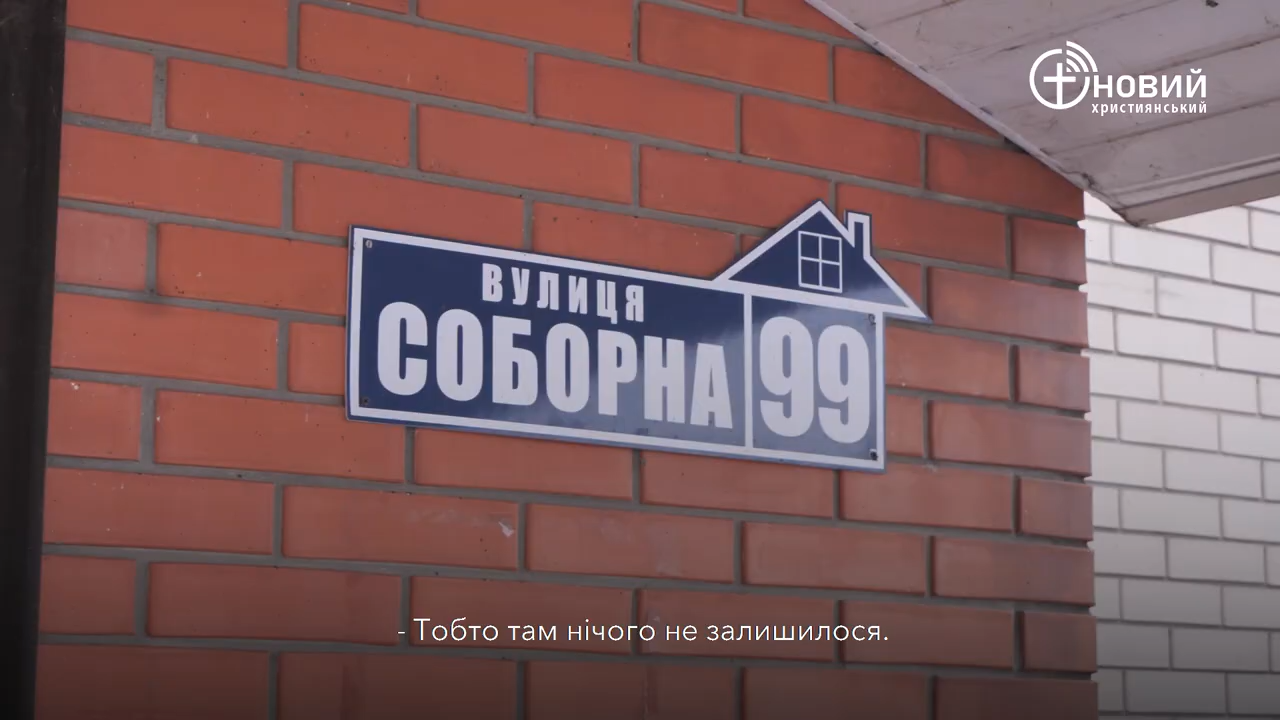 НОВИЙ
християнський
ВУЛИЦЯ
СОБОРНА 99
- Тобто там нічого не залишилося.